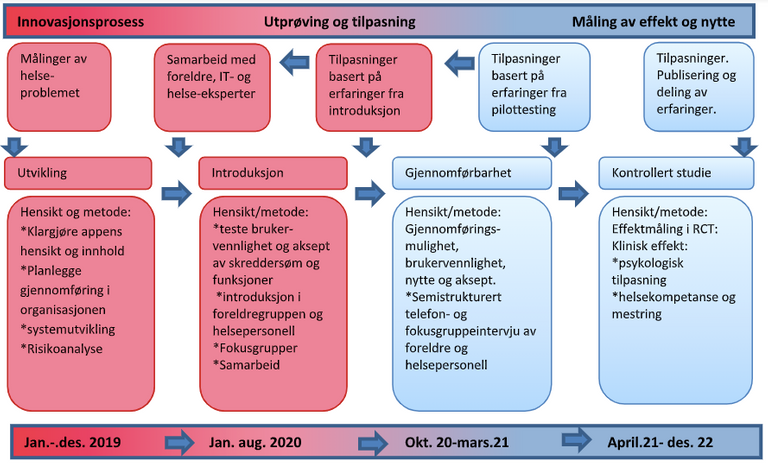 Innovasjonsprosess
Utprøving og tilpasning
Måling av effekt og nytte
Målinger av
helse-
problemet
Samarbeid med
foreldre, IT- og
helse-eksperter
Tilpasninger
basert på
erfaringer fra
introduksjon
Tilpasninger
basert på
erfaringer fra
pilottesting
Tilpasninger.
Publisering og
deling av
erfaringer.
Utvikling
Introduksjon
Gjennomførbarhet
Kontrollert studie
Hensikt og metode:
*Klargjøre appens
hensikt og innhold
*Planlegge
gjennomføring i
organisasjonen
*systemutvikling
*Risikoanalyse
Hensikt/metode:
*teste bruker-
vennlighet og aksept
av skreddersøm og
funksjoner
*introduksjon i
foreldregruppen og
helsepersonell
*Fokusgrupper
*Samarbeid
Hensikt/metode:
Gjennomførings-
mulighet,
brukervennlighet,
nytte og aksept.
*Semistrukturert
telefon- og
fokusgruppeintervju av
foreldre og
helsepersonell
Hensikt/metode:
Effektmåling i RCT:
Klinisk effekt:
*psykologisk
tilpasning
*helsekompetanse og
mestring
Jan.-.des. 2019
Jan. aug. 2020
Okt. 20-mars.21
April.21- des. 22